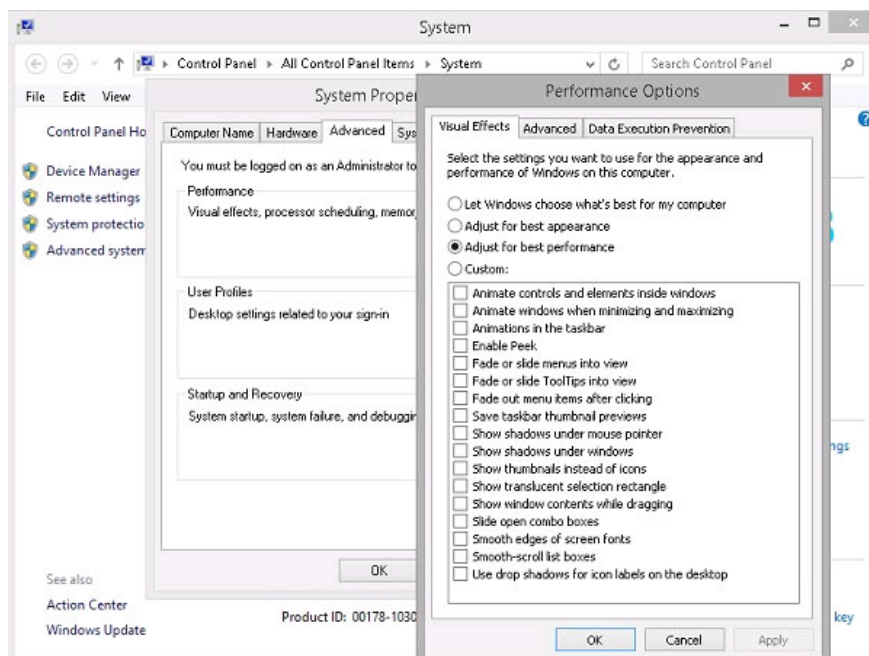 System
Control Panel
All Control Panel Items
System
Search Control Panel
File Edit View
Control Panel Ho
Device Manager
Remote settings
System protectio
Advanced system
See also
Action Center
Windows Update
System Proper
Computer Name Hardware Advanced Sys
You must be logged on as an Administrator to
Performance
Visual effects, processor scheduling, memor
User Profiles
Desktop settings related to your sign-in
Startup and Recovery
System startup, system failure, and debuggin
OK
Product ID: 00178-1030
ngs
key
Performance Options
Visual Effects Advanced Data Execution Prevention
Select the settings you want to use for the appearance and
performance of Windows on this computer.
Let Windows choose what's best for my computer
Adjust for best appearance
Adjust for best performance
Custom:
Animate controls and elements inside windows
Animate windows when minimizing and maximizing
Animations in the taskbar
Enable Peek
Fade or slide menus into view
Fade or slide ToolTips into view
Fade out menu items after clicking
Save taskbar thumbnail previews
Show shadows under mouse pointer
Show shadows under windows
Show thumbnails instead of icons
Show translucent selection rectangle
Show window contents while dragging
Slide open combo boxes
Smooth edges of screen fonts
Smooth-scroll list boxes
Use drop shadows for icon labels on the desktop
OK Cancel Apply